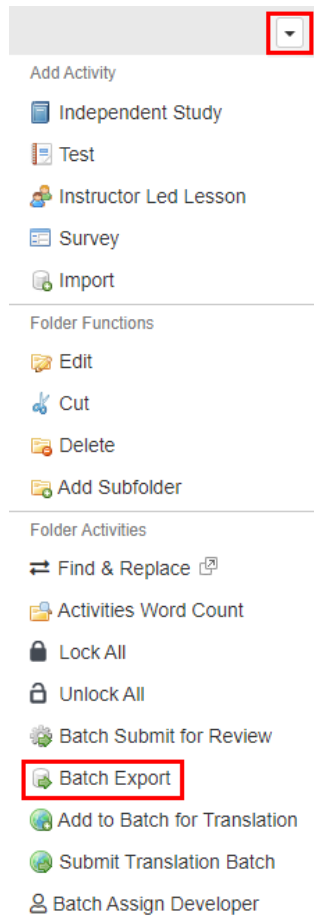 Add Activity
Independent Study
Test
Instructor Led Lesson
Survey
Import
Folder Functions
Edit
Cut
Delete
Add Subfolder
Folder Activities
Find & Replace
Activities Word Count
Lock All
Unlock All
Batch Submit for Review
Batch Export
Add to Batch for Translation
Submit Translation Batch
Batch Assign Developer